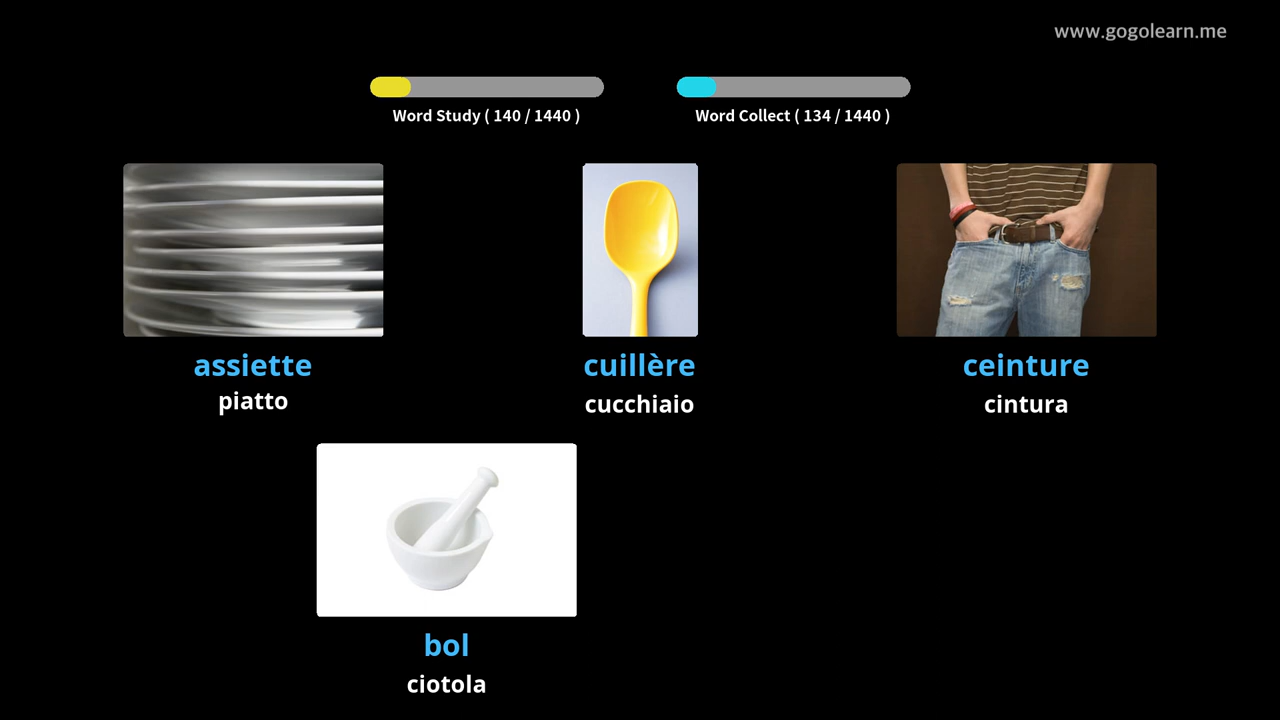 www.gogolearn.me
Word Study ( 140 / 1440 )
Word Collect ( 134 / 1440 )
assiette
piatto
cuillère
cucchiaio
ceinture
cintura
bol
ciotola